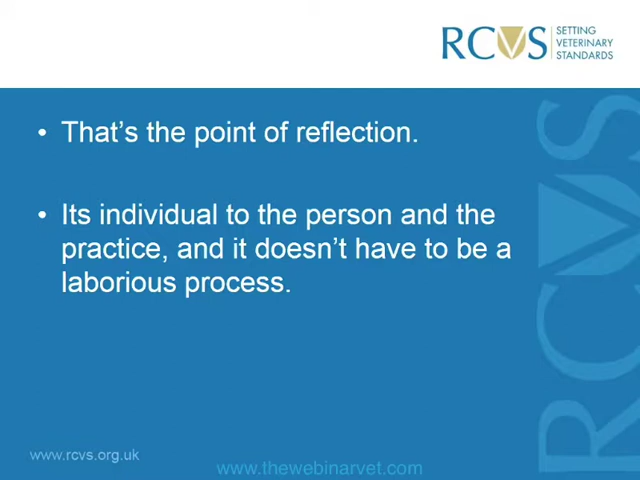 RCVS
SETTING
VETERINARY
STANDARDS
• That's the point of reflection.
• Its individual to the person and the
practice, and it doesn't have to be a
laborious process.
RCVS
www.rcvs.org.uk
www.thewebinarvet.com